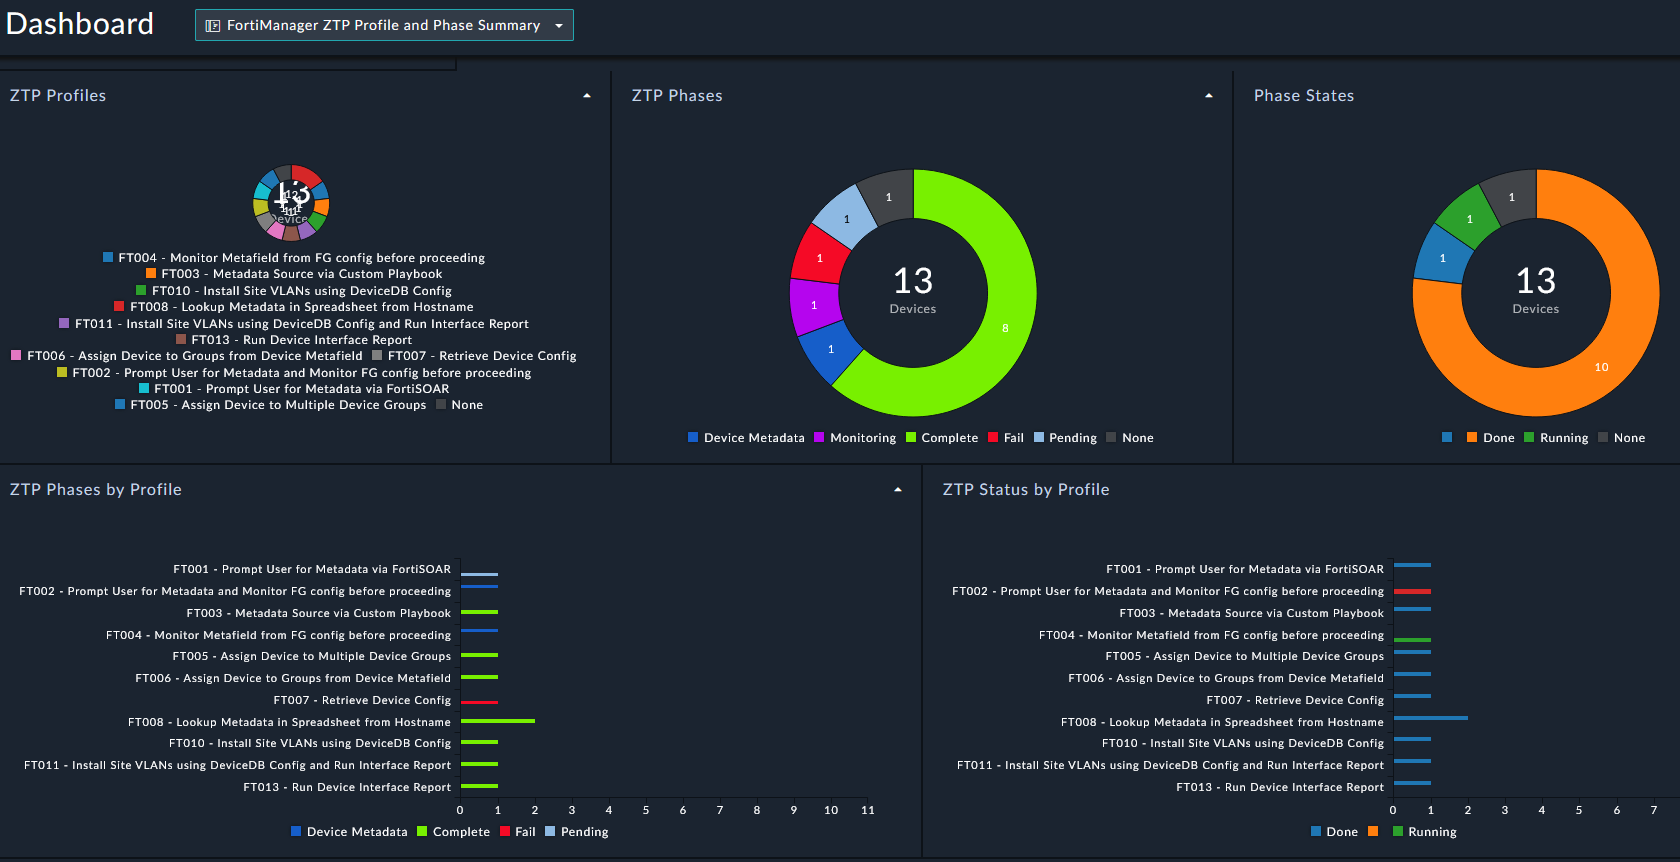 Dashboard
FortiManager ZTP Profile and Phase Summary
ZTP Profiles
13
FT004 - Monitor Metafield from FG config before proceeding
FT003 - Metadata Source via Custom Playbook
FT010 - Install Site VLANs using DeviceDB Config
FT008 - Lookup Metadata in Spreadsheet from Hostname
FT011 - Install Site VLANs using DeviceDB Config and Run Interface Report
FT013 - Run Device Interface Report
FT006 - Assign Device to Groups from Device Metafield FT007 - Retrieve Device Config
FT002 - Prompt User for Metadata and Monitor FG config before proceeding
FT001 - Prompt User for Metadata via FortiSOAR
FT005 - Assign Device to Multiple Device Groups None
ZTP Phases
1
1
1
1
1
8
13
Devices
Device Metadata Monitoring Complete Fail Pending None
Phase States
1
1
1
10
13
Devices
Done Running None
ZTP Phases by Profile
FT001 - Prompt User for Metadata via FortiSOAR
FT002 - Prompt User for Metadata and Monitor FG config before proceeding
FT003 - Metadata Source via Custom Playbook
FT004 - Monitor Metafield from FG config before proceeding
FT005 - Assign Device to Multiple Device Groups
FT006 - Assign Device to Groups from Device Metafield
FT007 - Retrieve Device Config
FT008 - Lookup Metadata in Spreadsheet from Hostname
FT010 - Install Site VLANs using DeviceDB Config
FT011 - Install Site VLANs using DeviceDB Config and Run Interface Report
FT013 - Run Device Interface Report
0 1 2 3 4 5 6 7 8 9 10 11
Device Metadata Complete Fail Pending
ZTP Status by Profile
FT001 - Prompt User for Metadata via FortiSOAR
FT002 - Prompt User for Metadata and Monitor FG config before proceeding
FT003 - Metadata Source via Custom Playbook
FT004 - Monitor Metafield from FG config before proceeding
FT005 - Assign Device to Multiple Device Groups
FT006 - Assign Device to Groups from Device Metafield
FT007 - Retrieve Device Config
FT008 - Lookup Metadata in Spreadsheet from Hostname
FT010 - Install Site VLANs using DeviceDB Config
FT011 - Install Site VLANs using DeviceDB Config and Run Interface Report
FT013 - Run Device Interface Report
0 1 2 3 4 5 6 7
Done Running